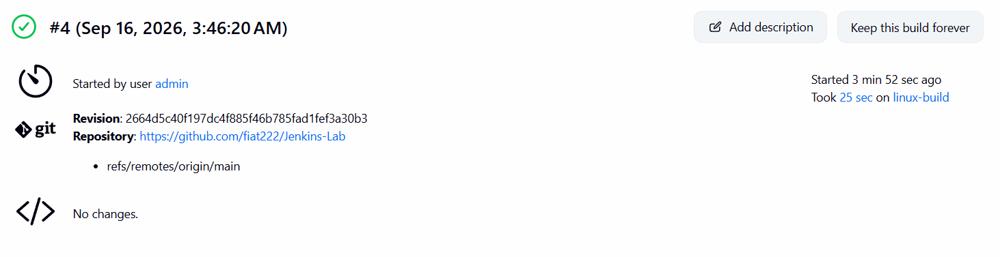 #4 (Sep 16, 2026, 3:46:20 AM)
Add description
Keep this build forever
Started by user admin
Started 3 min 52 sec ago
Took 25 sec on linux-build
git
Revision: 2664d5c40f197dc4f885f46b785fad1fef3a30b3
Repository: https://github.com/fiat222/Jenkins-Lab
• refs/remotes/origin/main
No changes.